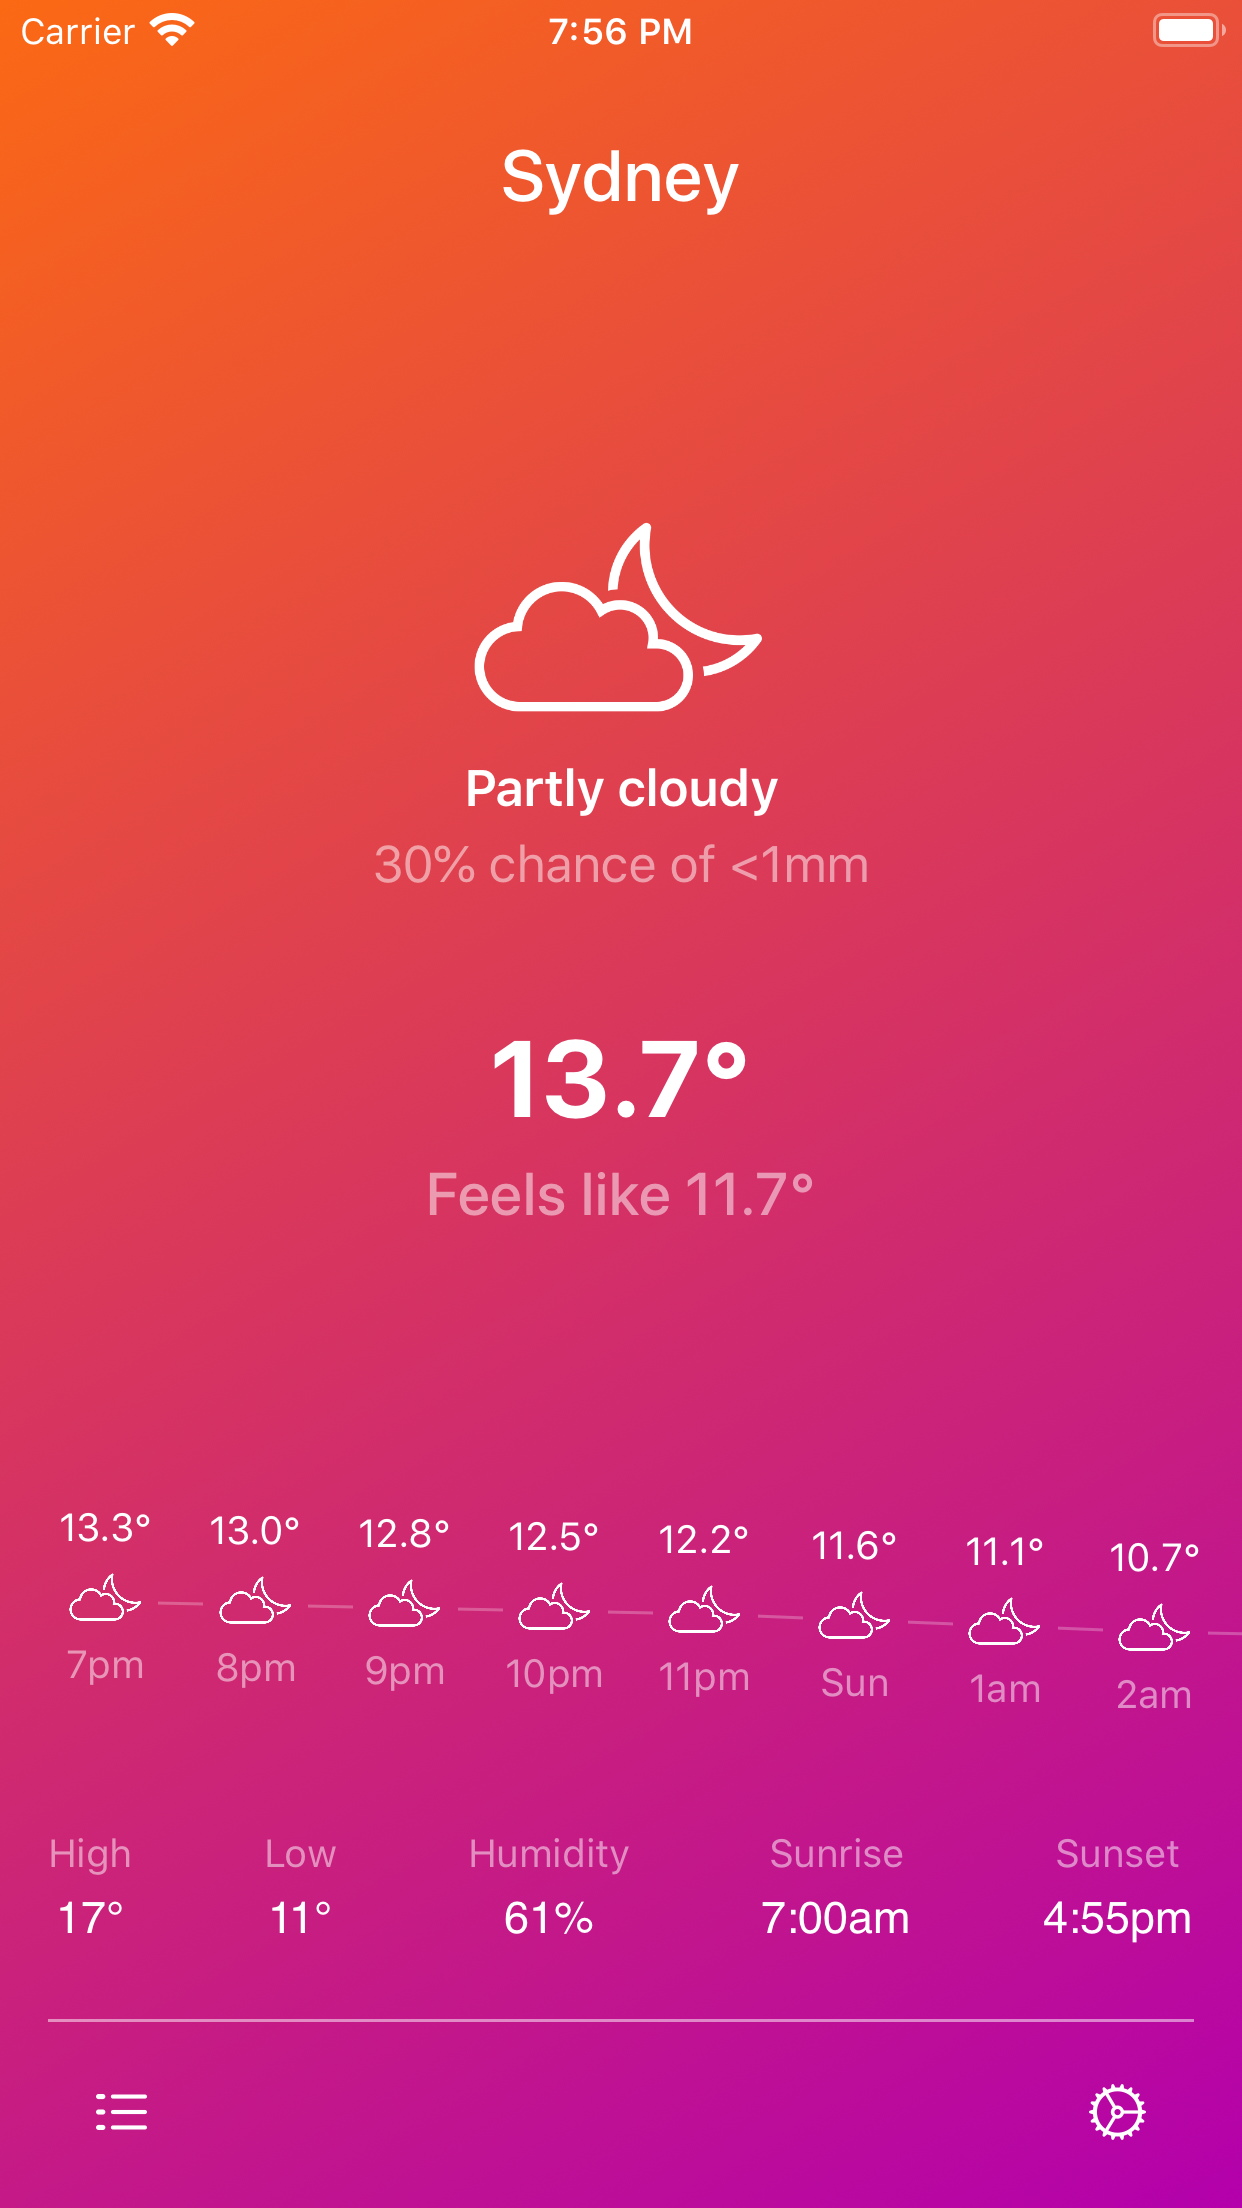 Carrier 7:56 PM
Sydney
Partly cloudy
30% chance of <1mm
13.7°
Feels like 11.7°
13.3° 13.0° 12.8° 12.5° 12.2° 11.6° 11.1° 10.7°
7pm 8pm 9pm 10pm 11pm Sun 1am 2am
High Low Humidity Sunrise Sunset
17° 11° 61% 7:00am 4:55pm